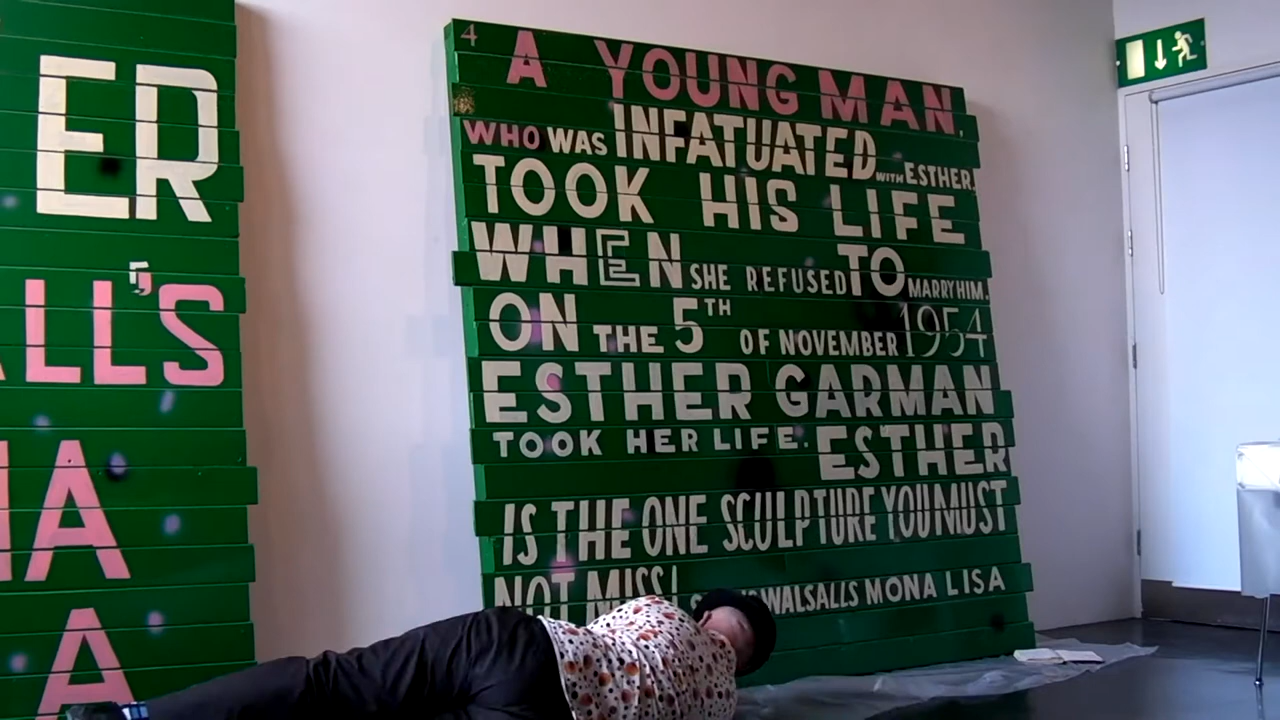 ER
ALL'S
NA
A
4
A YOUNG MAN,
WHO WAS INFATUATED WITH ESTHER.
TOOK HIS LIFE
WHEN SHE REFUSED TO MARRY HIM.
ON THE 5TH OF NOVEMBER 1954
ESTHER GARMAN
TOOK HER LIFE. ESTHER
IS THE ONE SCULPTURE YOU MUST
NOT MISS! WALSALLS MONA LISA